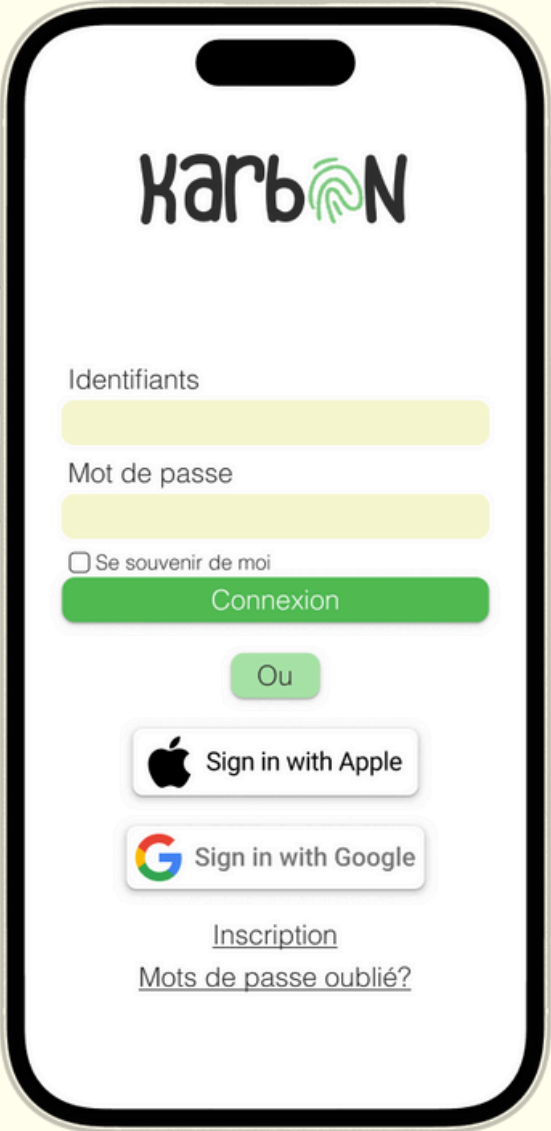 KarboN
Identifiants
Mot de passe
Se souvenir de moi
Connexion
Ou
Sign in with Apple
Sign in with Google
Inscription
Mots de passe oublié?